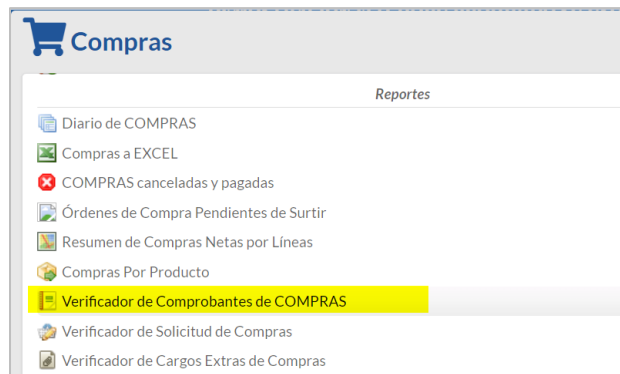 Compras
Reportes
Diario de COMPRAS
Compras a EXCEL
COMPRAS canceladas y pagadas
Órdenes de Compra Pendientes de Surtir
Resumen de Compras Netas por Líneas
Compras Por Producto
Verificador de Comprobantes de COMPRAS
Verificador de Solicitud de Compras
Verificador de Cargos Extras de Compras